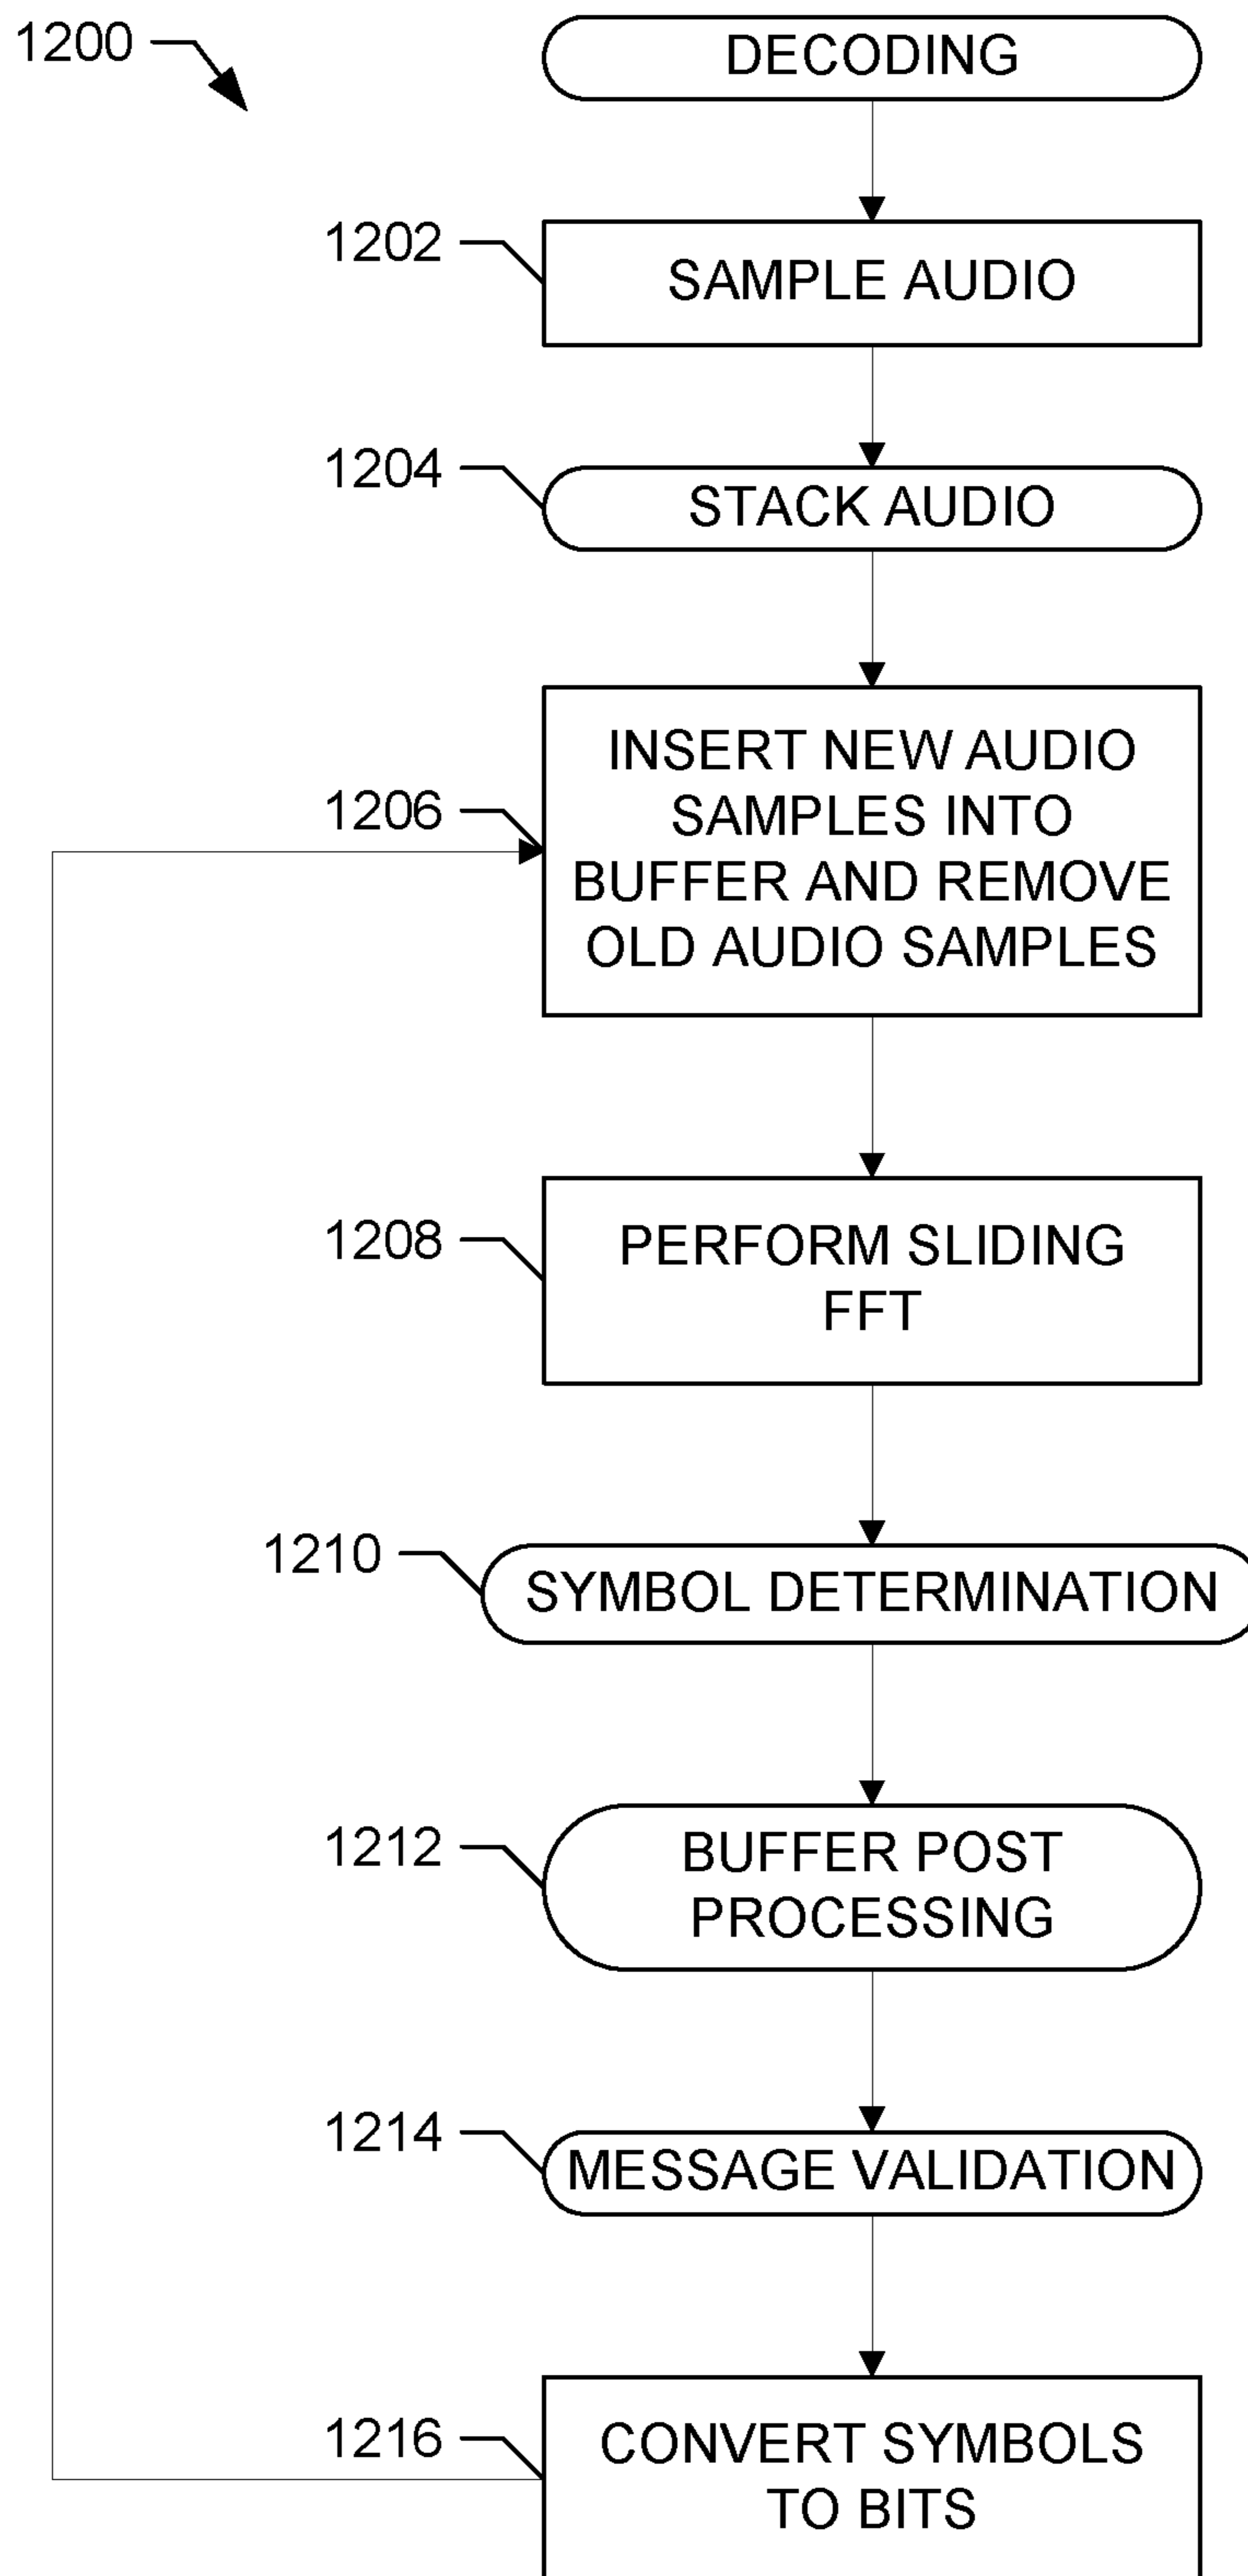 1200
DECODING
1202
SAMPLE AUDIO
1204
STACK AUDIO
1206
INSERT NEW AUDIO
SAMPLES INTO
BUFFER AND REMOVE
OLD AUDIO SAMPLES
1208
PERFORM SLIDING
FFT
1210
SYMBOL DETERMINATION
1212
BUFFER POST
PROCESSING
1214
MESSAGE VALIDATION
1216
CONVERT SYMBOLS
TO BITS